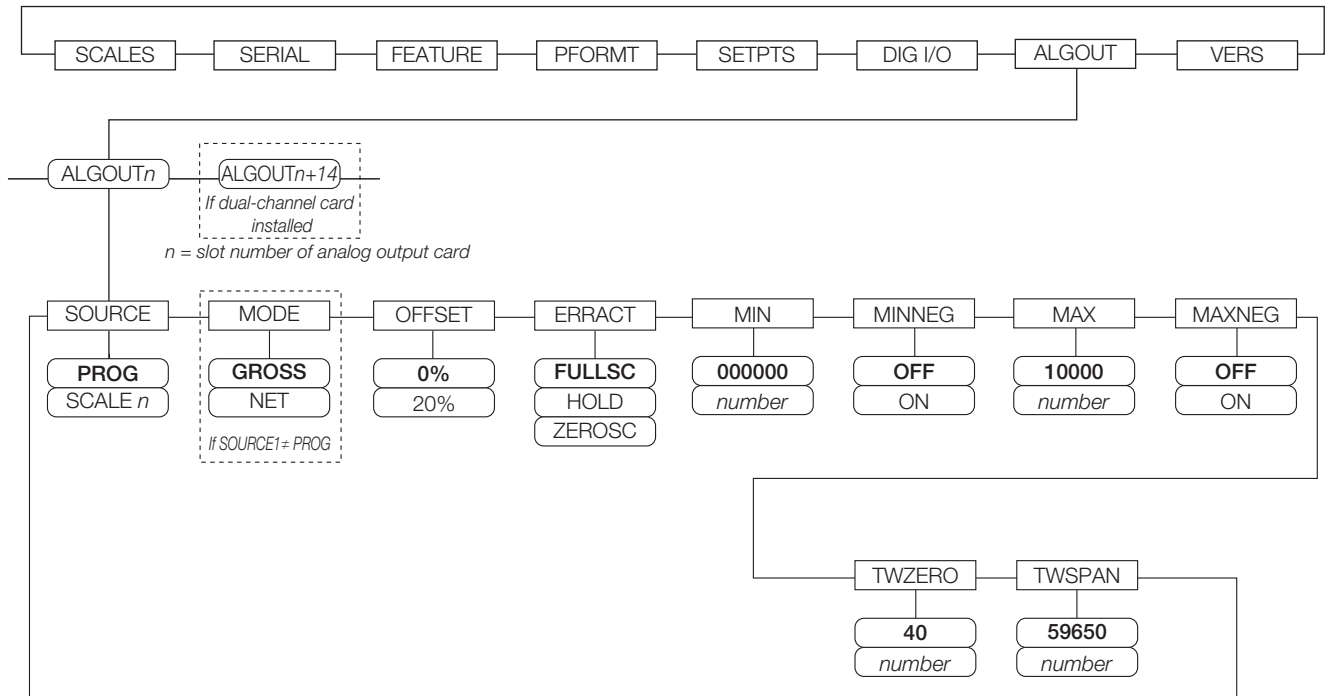 SCALES SERIAL FEATURE PFORMT SETPTS DIG I/O ALGOUT VERS
ALGOUTn ALGOUTn+14
If dual-channel card
installed
n = slot number of analog output card
SOURCE MODE OFFSET ERRACT MIN MINNEG MAX MAXNEG
PROG GROSS 0% FULLSC 000000 OFF 10000 OFF
SCALE n NET 20% HOLD number ON number ON
ZEROSC
If SOURCE1≠ PROG
TWZERO TWSPAN
40 59650
number number